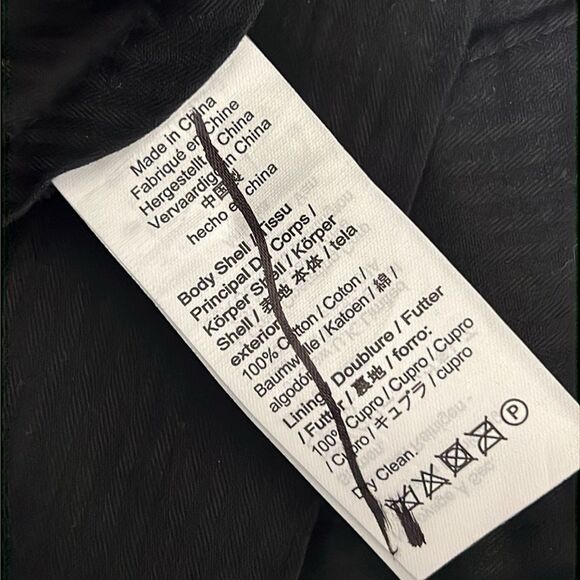 Made in China
Fabriqué en Chine
Hergestellt in China
Vervaardigd in China
中国製
hecho en china
Body Shell / Tissu
Principal Du Corps /
Körper Shell / Körper
Shell / 表地 本体 / tela
exterior:
100% Cotton / Coton /
Baumwolle / Katoen / 綿 /
algodón
Lining / Doublure / Futter
/ Futter / 裏地 / forro:
100% Cupro / Cupro / Cupro
/ Cupro / キュプラ / cupro
Dry Clean.
P